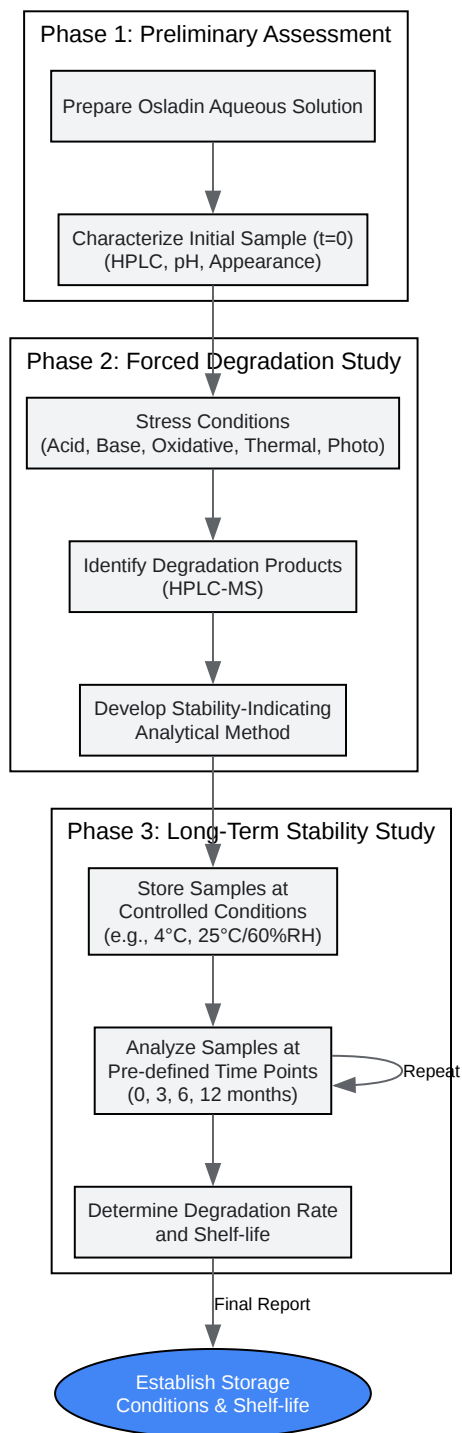 Phase 1: Preliminary Assessment
Prepare Osladin Aqueous Solution
Characterize Initial Sample (t=0)
(HPLC, pH, Appearance)
Phase 2: Forced Degradation Study
Stress Conditions
(Acid, Base, Oxidative, Thermal, Photo)
Identify Degradation Products
(HPLC-MS)
Develop Stability-Indicating
Analytical Method
Phase 3: Long-Term Stability Study
Store Samples at
Controlled Conditions
(e.g., 4°C, 25°C/60%RH)
Analyze Samples at
Pre-defined Time Points
(0, 3, 6, 12 months)
Repeat
Determine Degradation Rate
and Shelf-life
Final Report
Establish Storage
Conditions & Shelf-life